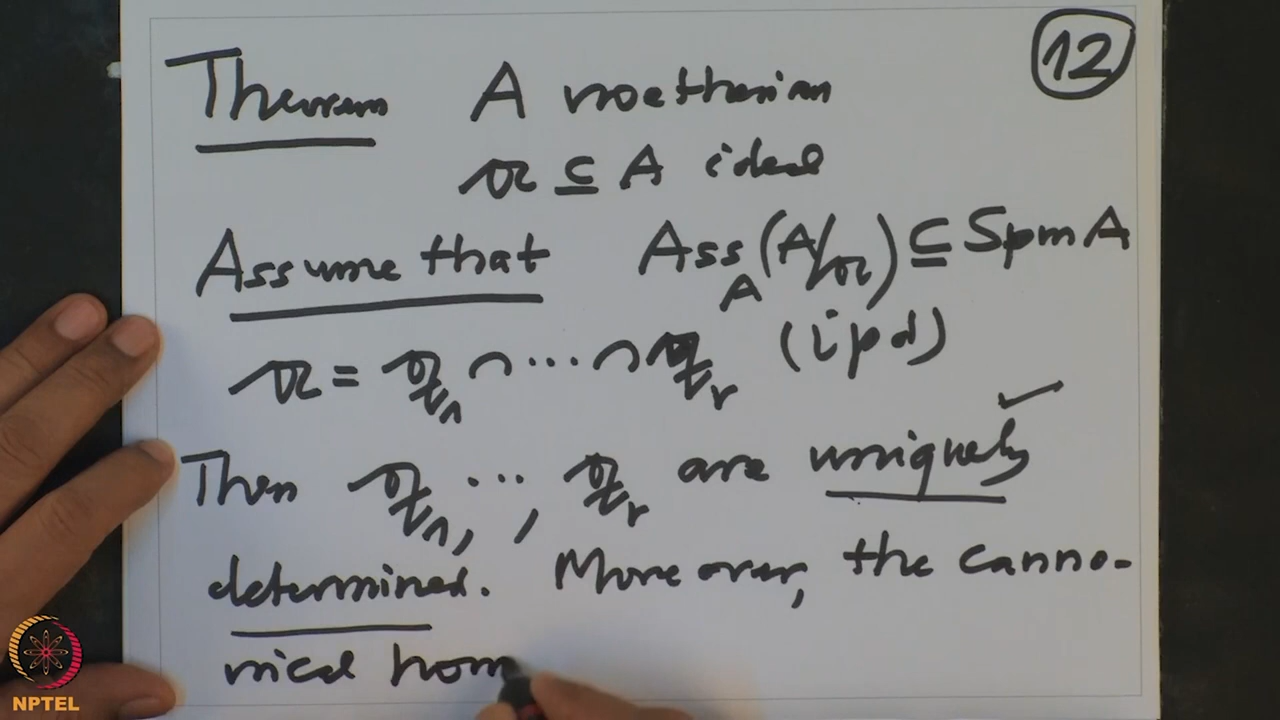 12
Theorem A noetherian
𝔞 ⊆ A ideal
Assume that Ass_A (A/𝔞) ⊆ Spm A
𝔞 = 𝔮₁ ∩ ··· ∩ 𝔮ᵣ (ipd)
Then 𝔮₁, ···, 𝔮ᵣ are uniquely ✓
determined. Moreover, the canno-
nical hom
NPTEL